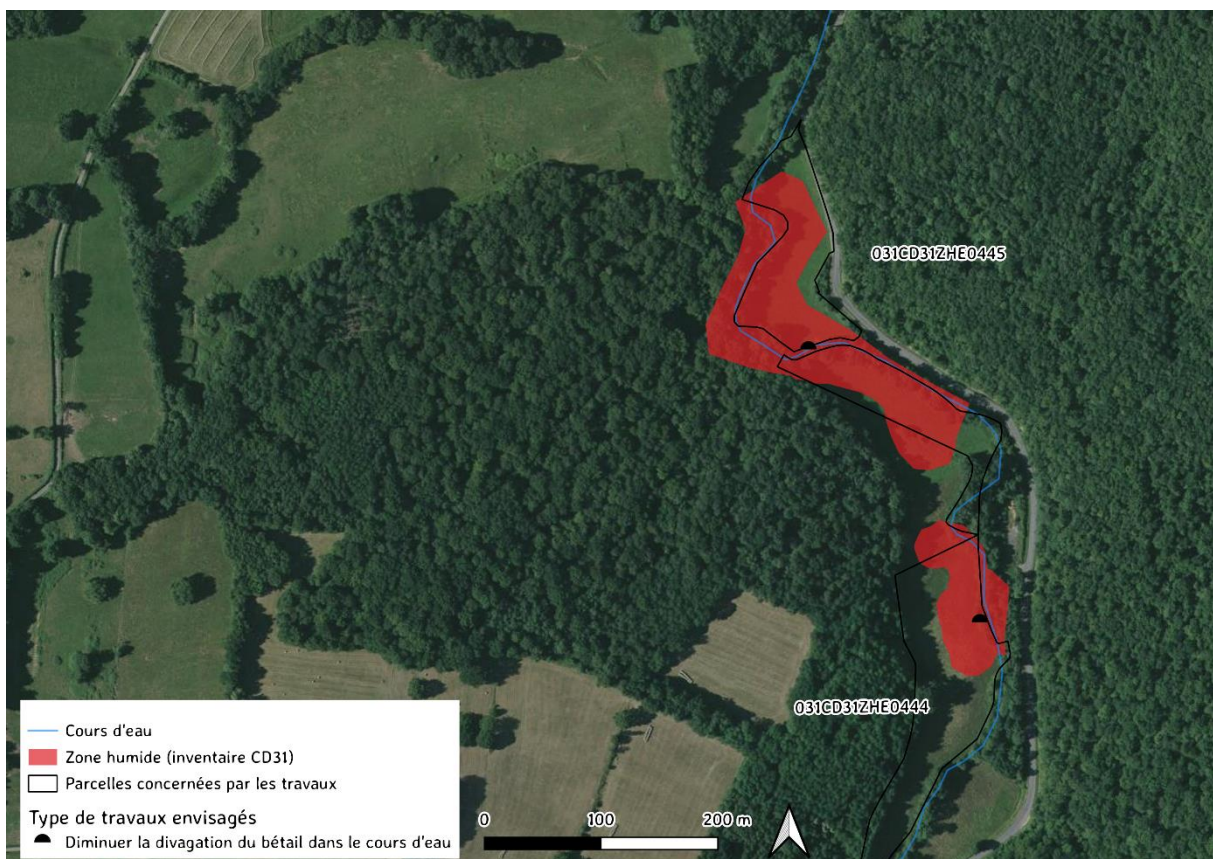 031CD31ZHE0445
031CD31ZHE0444
Cours d'eau
Zone humide (inventaire CD31)
Parcelles concernées par les travaux
Type de travaux envisagés
Diminuer la divagation du bétail dans le cours d'eau
0 100 200 m